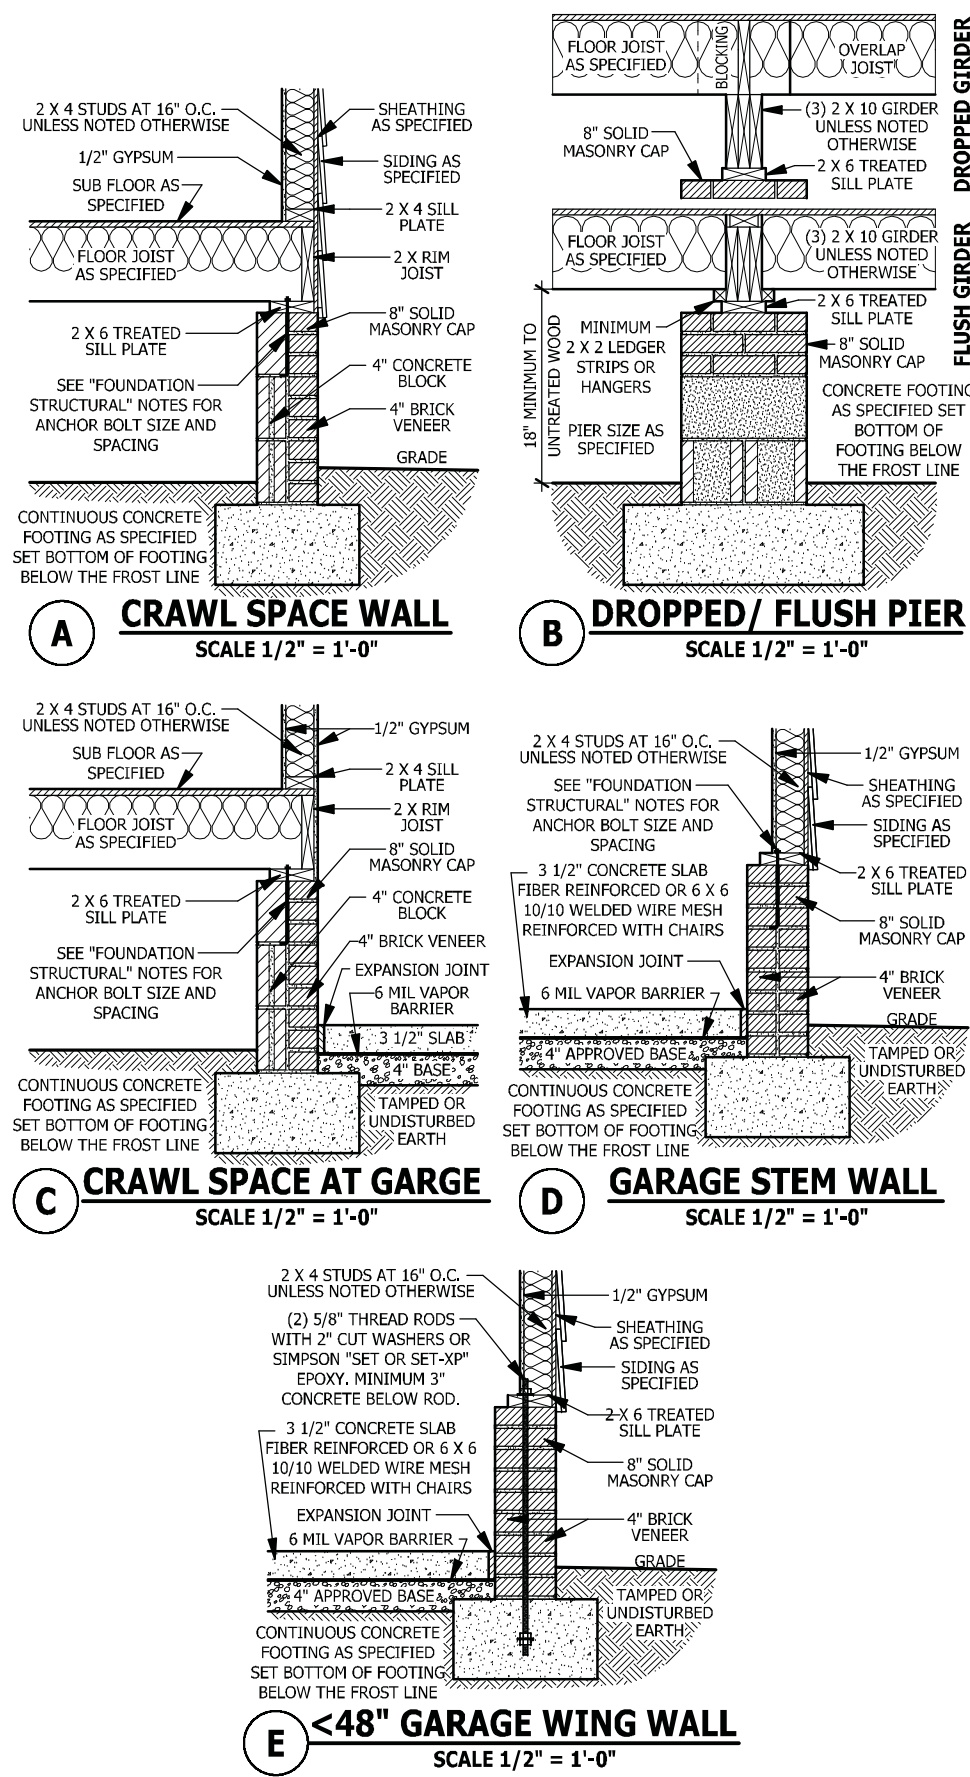 2 X 4 STUDS AT 16" O.C.
UNLESS NOTED OTHERWISE
1/2" GYPSUM
SUB FLOOR AS
SPECIFIED
FLOOR JOIST
AS SPECIFIED
2 X 6 TREATED
SILL PLATE
SEE "FOUNDATION
STRUCTURAL" NOTES FOR
ANCHOR BOLT SIZE AND
SPACING
CONTINUOUS CONCRETE
FOOTING AS SPECIFIED
SET BOTTOM OF FOOTING
BELOW THE FROST LINE
SHEATHING
AS SPECIFIED
SIDING AS
SPECIFIED
2 X 4 SILL
PLATE
2 X RIM
JOIST
8" SOLID
MASONRY CAP
4" CONCRETE
BLOCK
4" BRICK
VENEER
GRADE
A
CRAWL SPACE WALL
SCALE 1/2" = 1'-0"
FLOOR JOIST
AS SPECIFIED
BLOCKING
OVERLAP
JOIST
8" SOLID
MASONRY CAP
(3) 2 X 10 GIRDER
UNLESS NOTED
OTHERWISE
2 X 6 TREATED
SILL PLATE
DROPPED GIRDER
FLOOR JOIST
AS SPECIFIED
(3) 2 X 10 GIRDER
UNLESS NOTED
OTHERWISE
2 X 6 TREATED
SILL PLATE
FLUSH GIRDER
18" MINIMUM TO
UNTREATED WOOD
MINIMUM
2 X 2 LEDGER
STRIPS OR
HANGERS
PIER SIZE AS
SPECIFIED
8" SOLID
MASONRY CAP
CONCRETE FOOTING
AS SPECIFIED SET
BOTTOM OF
FOOTING BELOW
THE FROST LINE
B
DROPPED/ FLUSH PIER
SCALE 1/2" = 1'-0"
2 X 4 STUDS AT 16" O.C.
UNLESS NOTED OTHERWISE
SUB FLOOR AS
SPECIFIED
FLOOR JOIST
AS SPECIFIED
2 X 6 TREATED
SILL PLATE
SEE "FOUNDATION
STRUCTURAL" NOTES FOR
ANCHOR BOLT SIZE AND
SPACING
CONTINUOUS CONCRETE
FOOTING AS SPECIFIED
SET BOTTOM OF FOOTING
BELOW THE FROST LINE
1/2" GYPSUM
2 X 4 SILL
PLATE
2 X RIM
JOIST
8" SOLID
MASONRY CAP
4" CONCRETE
BLOCK
4" BRICK VENEER
EXPANSION JOINT
6 MIL VAPOR
BARRIER
3 1/2" SLAB
4" BASE
TAMPED OR
UNDISTURBED
EARTH
C
CRAWL SPACE AT GARGE
SCALE 1/2" = 1'-0"
2 X 4 STUDS AT 16" O.C.
UNLESS NOTED OTHERWISE
SEE "FOUNDATION
STRUCTURAL" NOTES FOR
ANCHOR BOLT SIZE AND
SPACING
3 1/2" CONCRETE SLAB
FIBER REINFORCED OR 6 X 6
10/10 WELDED WIRE MESH
REINFORCED WITH CHAIRS
EXPANSION JOINT
6 MIL VAPOR BARRIER
4" APPROVED BASE
CONTINUOUS CONCRETE
FOOTING AS SPECIFIED
SET BOTTOM OF FOOTING
BELOW THE FROST LINE
1/2" GYPSUM
SHEATHING
AS SPECIFIED
SIDING AS
SPECIFIED
2 X 6 TREATED
SILL PLATE
8" SOLID
MASONRY CAP
4" BRICK
VENEER
GRADE
TAMPED OR
UNDISTURBED
EARTH
D
GARAGE STEM WALL
SCALE 1/2" = 1'-0"
2 X 4 STUDS AT 16" O.C.
UNLESS NOTED OTHERWISE
(2) 5/8" THREAD RODS
WITH 2" CUT WASHERS OR
SIMPSON "SET OR SET-XP"
EPOXY. MINIMUM 3"
CONCRETE BELOW ROD.
3 1/2" CONCRETE SLAB
FIBER REINFORCED OR 6 X 6
10/10 WELDED WIRE MESH
REINFORCED WITH CHAIRS
EXPANSION JOINT
6 MIL VAPOR BARRIER
4" APPROVED BASE
CONTINUOUS CONCRETE
FOOTING AS SPECIFIED
SET BOTTOM OF FOOTING
BELOW THE FROST LINE
1/2" GYPSUM
SHEATHING
AS SPECIFIED
SIDING AS
SPECIFIED
2 X 6 TREATED
SILL PLATE
8" SOLID
MASONRY CAP
4" BRICK
VENEER
GRADE
TAMPED OR
UNDISTURBED
EARTH
E
<48" GARAGE WING WALL
SCALE 1/2" = 1'-0"